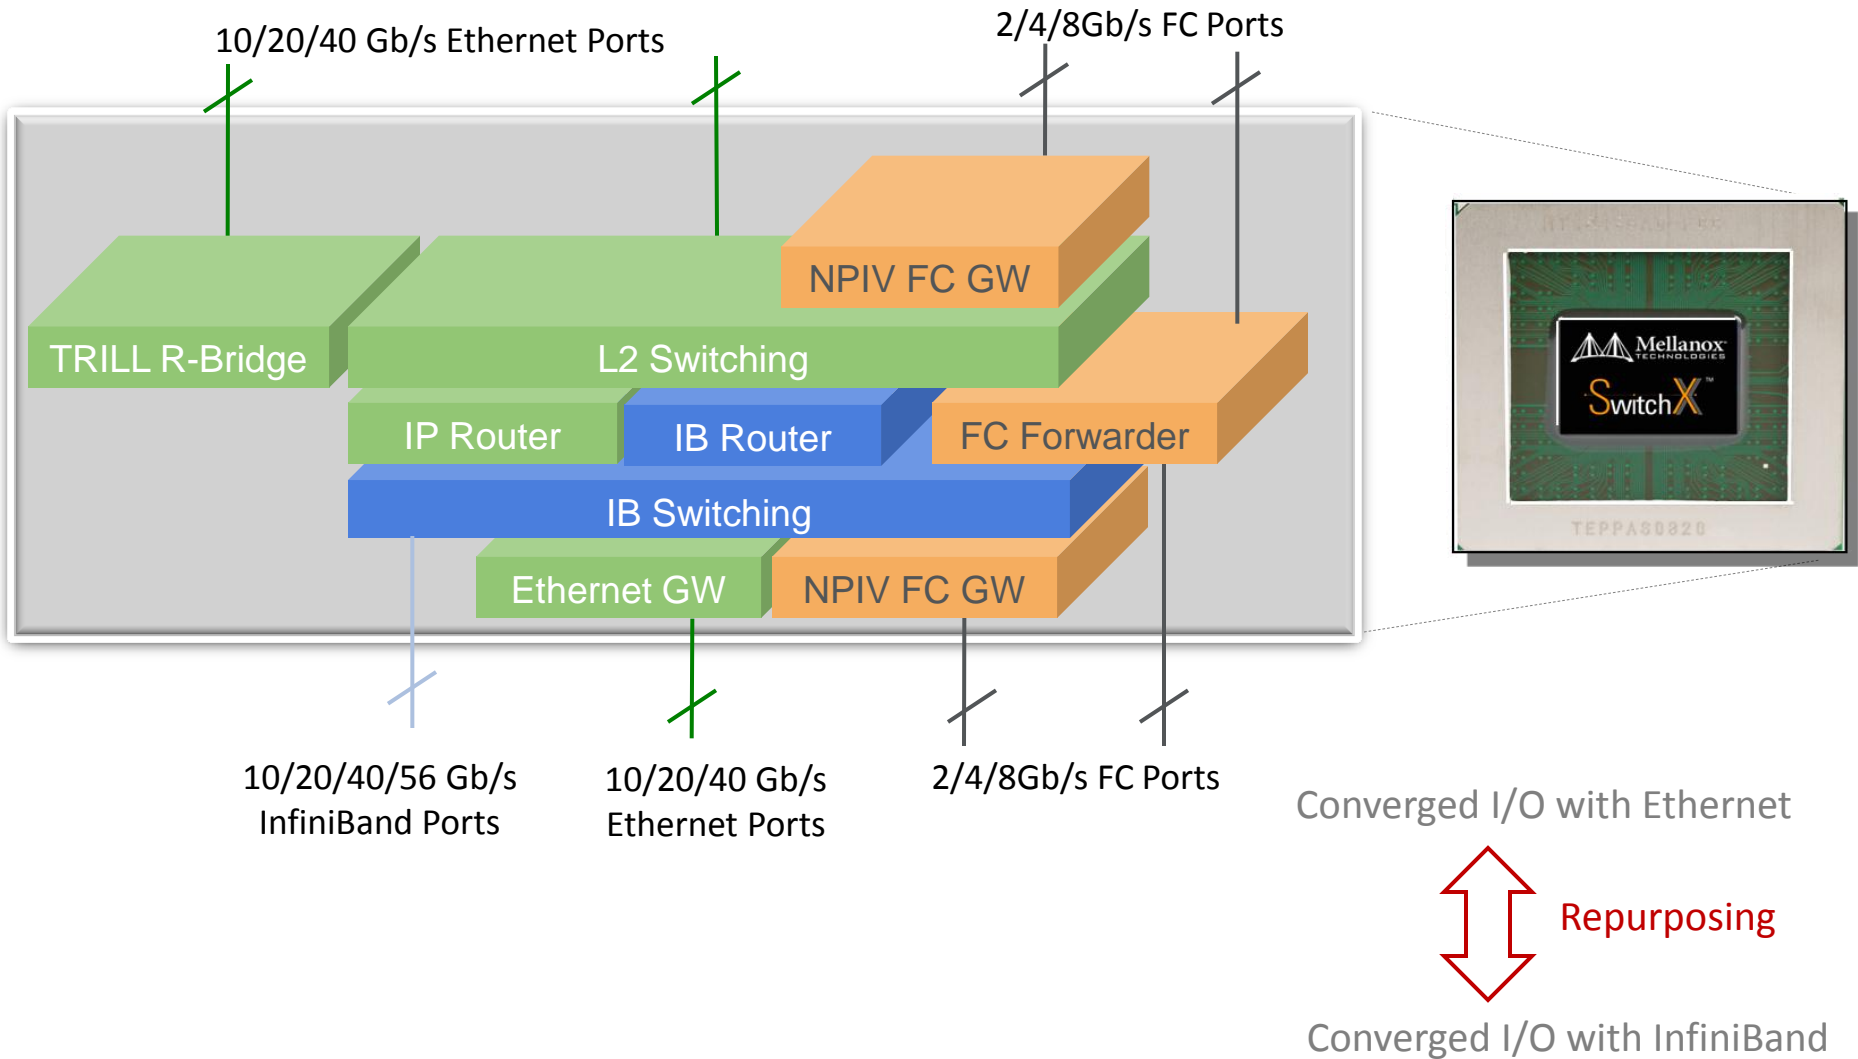 10/20/40 Gb/s Ethernet Ports
2/4/8Gb/s FC Ports
NPIV FC GW
TRILL R-Bridge
L2 Switching
IP Router
IB Router
FC Forwarder
IB Switching
Ethernet GW
NPIV FC GW
Mellanox
TECHNOLOGIES
SwitchX™
TEPPAS0820
10/20/40/56 Gb/s
InfiniBand Ports
10/20/40 Gb/s
Ethernet Ports
2/4/8Gb/s FC Ports
Converged I/O with Ethernet
Repurposing
Converged I/O with InfiniBand